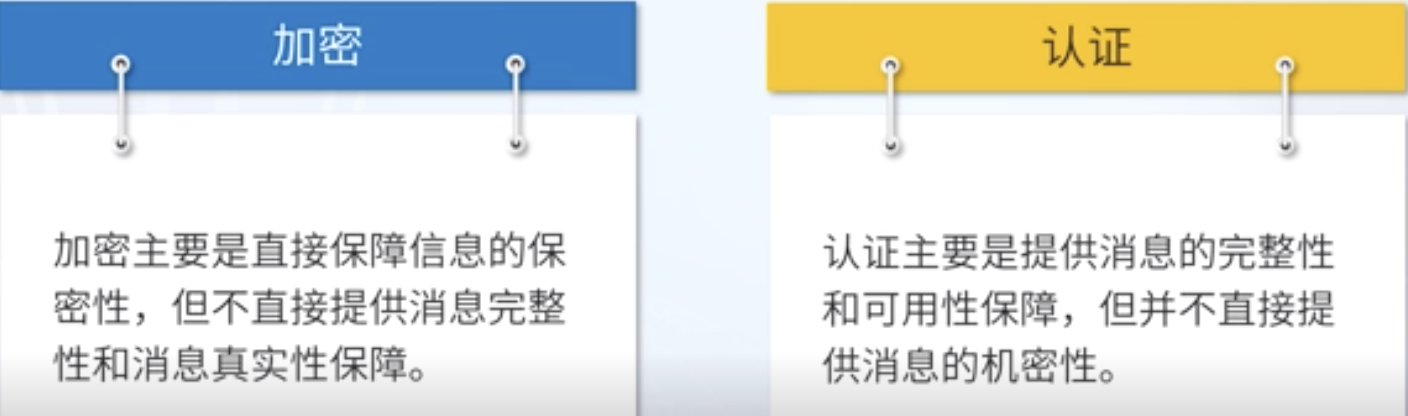 加密
加密主要是直接保障信息的保
密性，但不直接提供消息完整
性和消息真实性保障。
认证
认证主要是提供消息的完整性
和可用性保障，但并不直接提
供消息的机密性。